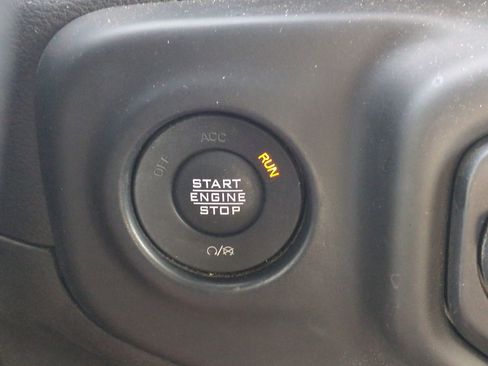 OFF
ACC
RUN
START
ENGINE
STOP